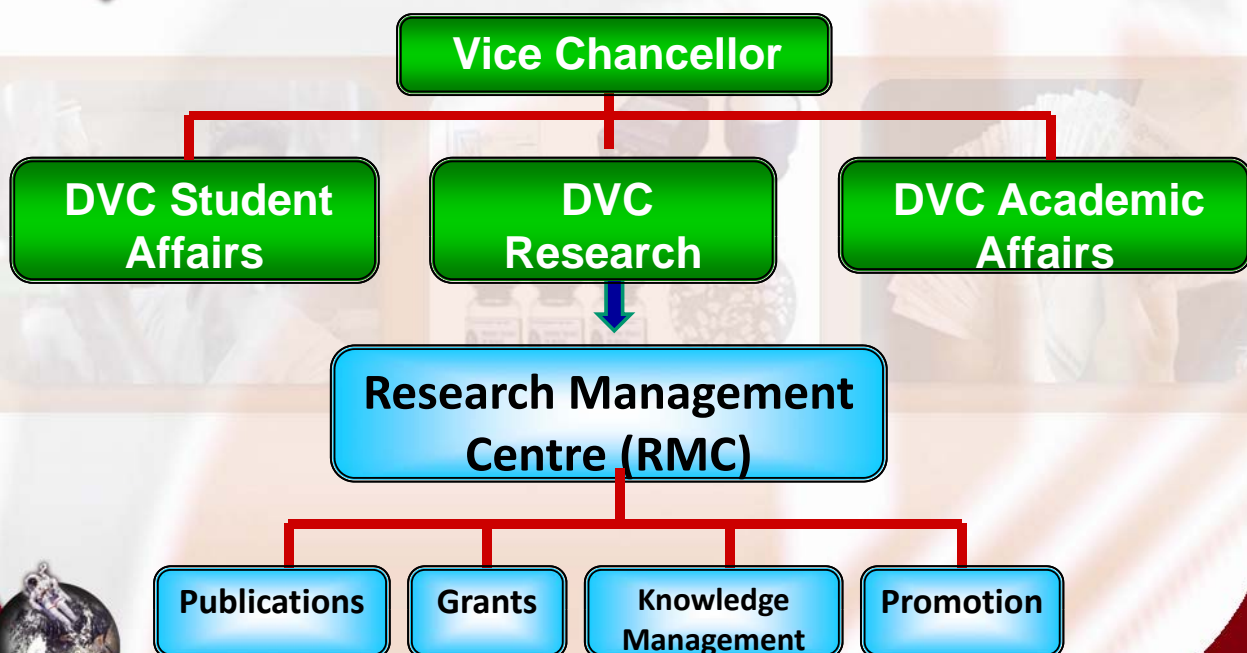 Vice Chancellor
DVC Student
Affairs
DVC
Research
DVC Academic
Affairs
Research Management
Centre (RMC)
Publications
Grants
Knowledge
Management
Promotion